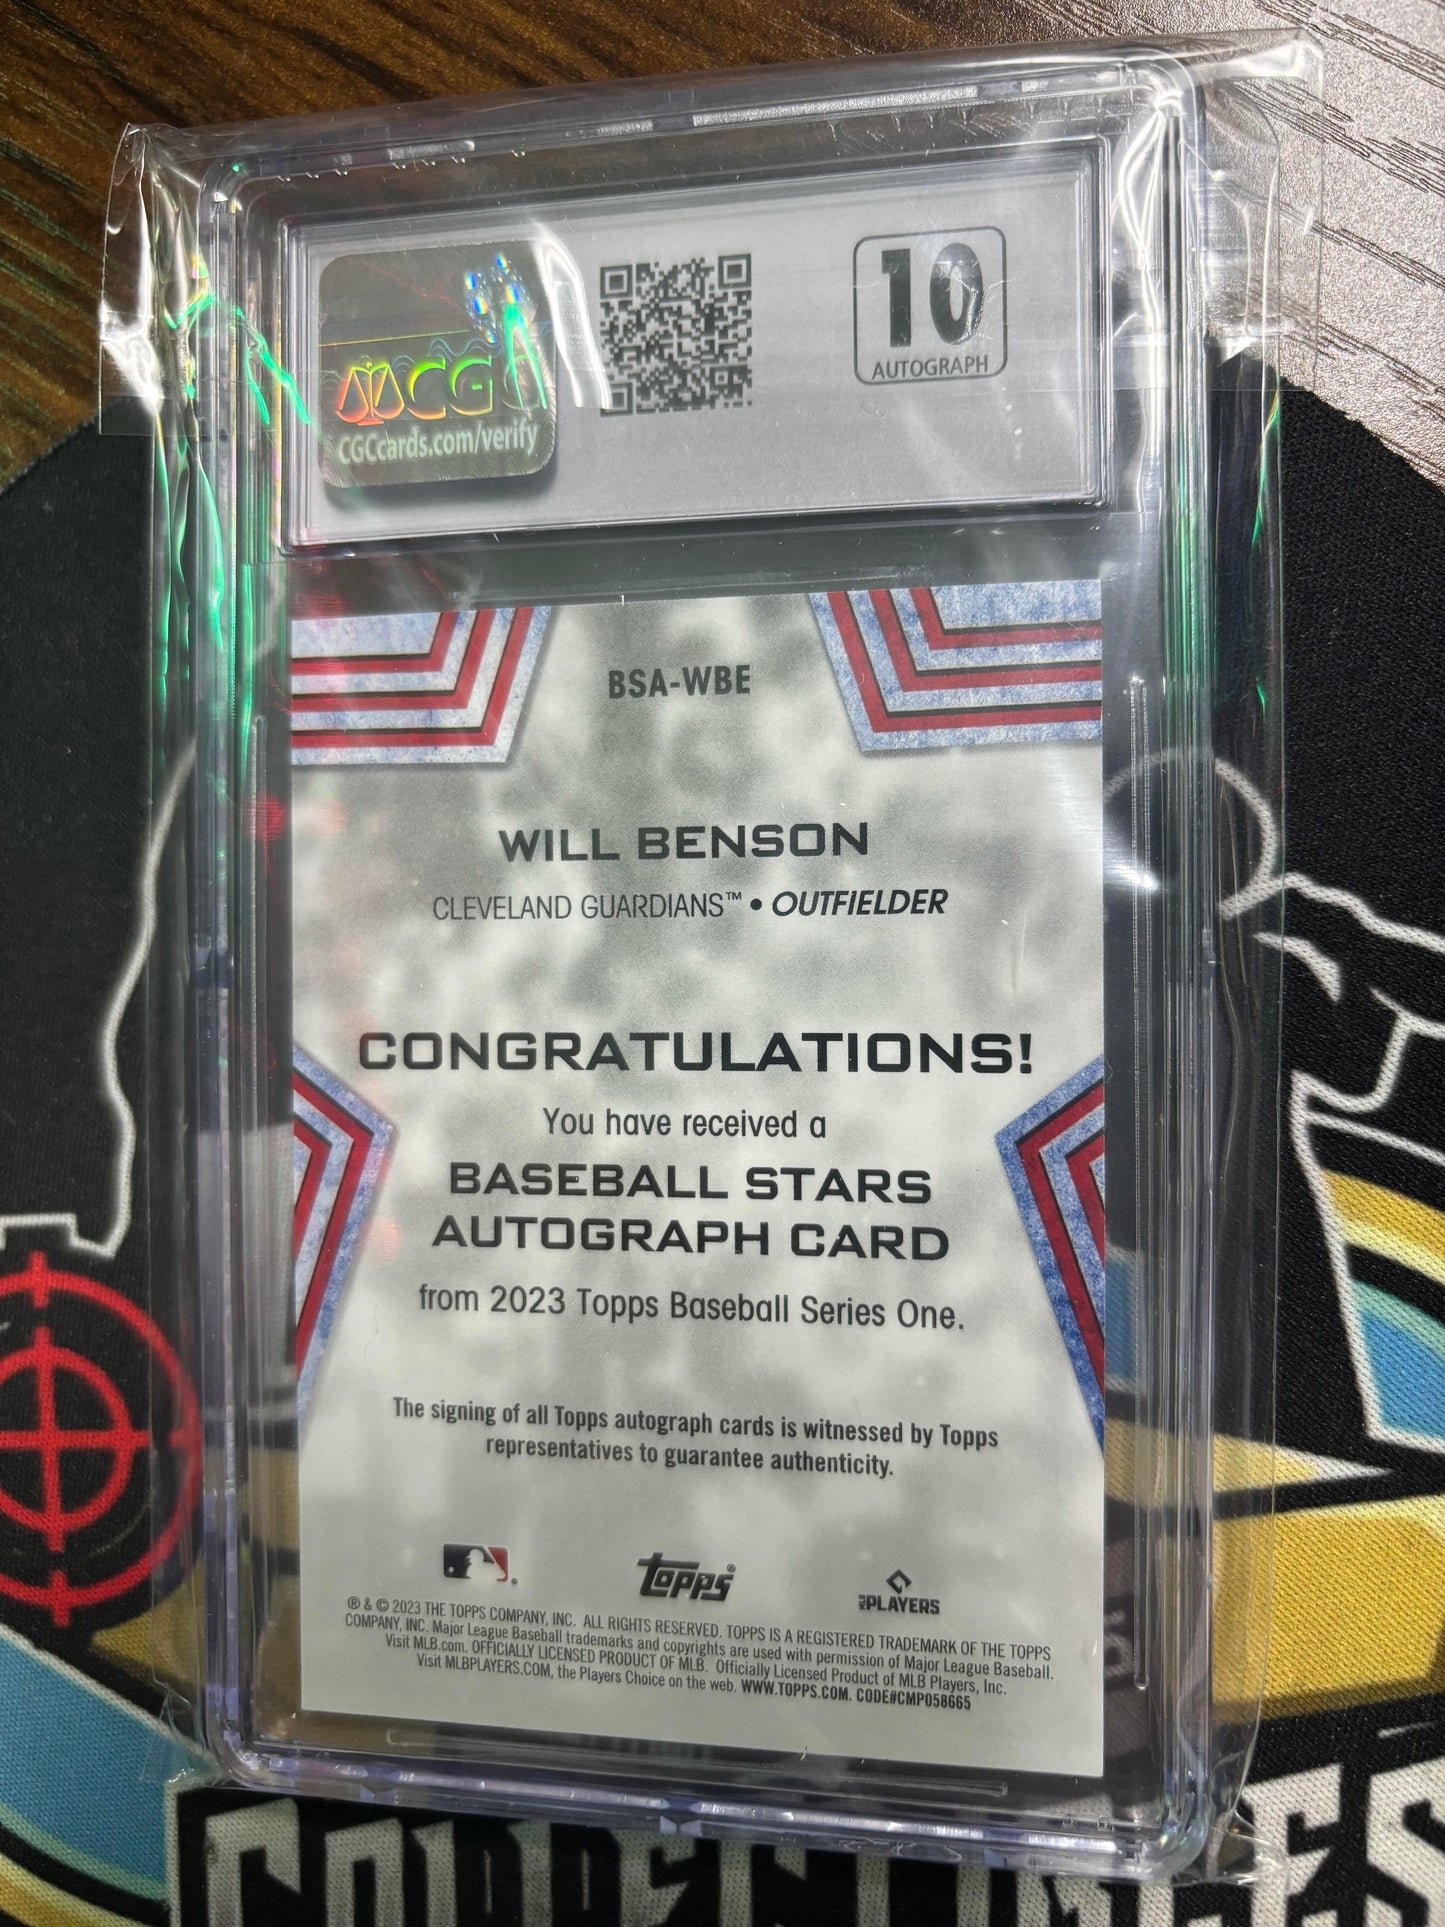 CGC
CGCcards.com/verify
10
AUTOGRAPH
BSA-WBE
WILL BENSON
CLEVELAND GUARDIANS™ • OUTFIELDER
CONGRATULATIONS!
You have received a
BASEBALL STARS
AUTOGRAPH CARD
from 2023 Topps Baseball Series One.
The signing of all Topps autograph cards is witnessed by Topps
representatives to guarantee authenticity.
topps®
MLB PLAYERS
® & © 2023 THE TOPPS COMPANY, INC. ALL RIGHTS RESERVED. TOPPS IS A REGISTERED TRADEMARK OF THE TOPPS
COMPANY, INC. Major League Baseball trademarks and copyrights are used with permission of Major League Baseball.
Visit MLB.com. OFFICIALLY LICENSED PRODUCT OF MLB. Officially Licensed Product of MLB Players, Inc.
Visit MLBPLAYERS.COM, the Players Choice on the web. WWW.TOPPS.COM. CODE#CMP058665